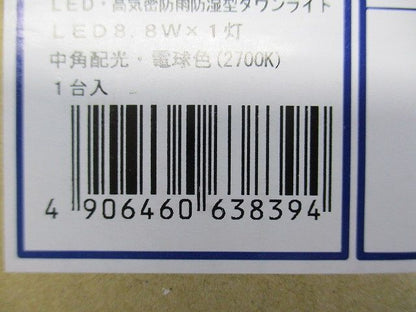 LED・高気密防雨防湿型ダウンライト
LED8.8W×1灯
中角配光・電球色(2700K)
1台入
4 906460 638394